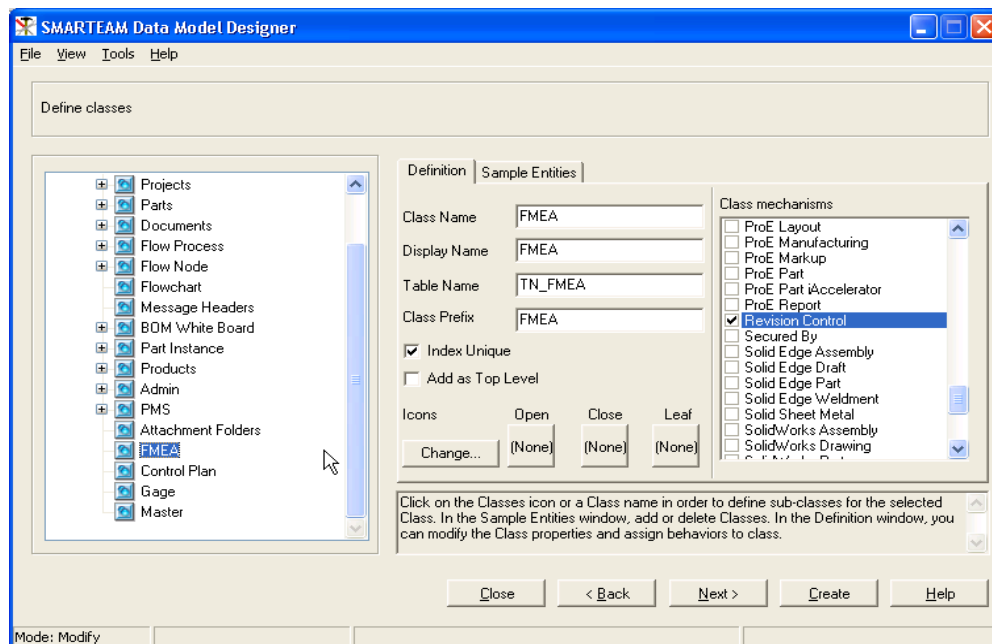 SMARTEAM Data Model Designer
File View Tools Help
Define classes
Projects
Parts
Documents
Flow Process
Flow Node
Flowchart
Message Headers
BOM White Board
Part Instance
Products
Admin
PMS
Attachment Folders
FMEA
Control Plan
Gage
Master
Definition Sample Entities
Class Name FMEA
Display Name FMEA
Table Name TN_FMEA
Class Prefix FMEA
Index Unique
Add as Top Level
Icons Open Close Leaf
Change... (None) (None) (None)
Class mechanisms
ProE Layout
ProE Manufacturing
ProE Markup
ProE Part
ProE Part iAccelerator
ProE Report
Revision Control
Secured By
Solid Edge Assembly
Solid Edge Draft
Solid Edge Part
Solid Edge Weldment
Solid Sheet Metal
SolidWorks Assembly
SolidWorks Drawing
Click on the Classes icon or a Class name in order to define sub-classes for the selected
Class. In the Sample Entities window, add or delete Classes. In the Definition window, you
can modify the Class properties and assign behaviors to class.
Close < Back Next > Create Help
Mode: Modify